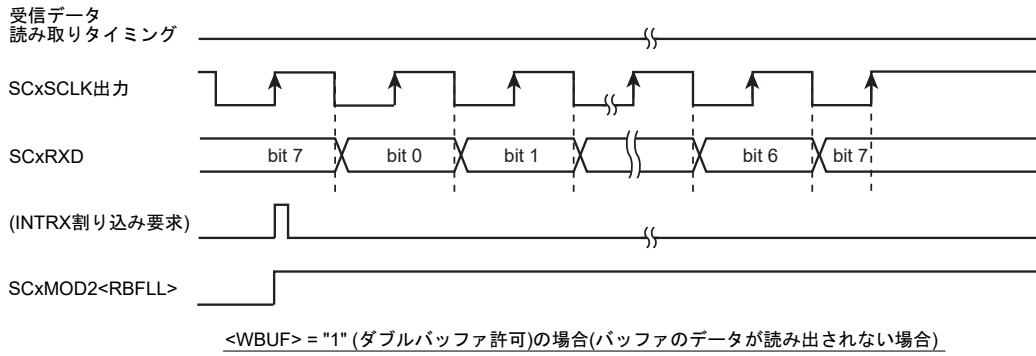 受信データ
読み取りタイミング
SCxSCLK出力
SCxRXD
bit 7 bit 0 bit 1 bit 6 bit 7
(INTRX割り込み要求)
SCxMOD2<RBFLL>
<WBUF> = "1" (ダブルバッファ許可)の場合(バッファのデータが読み出されない場合)